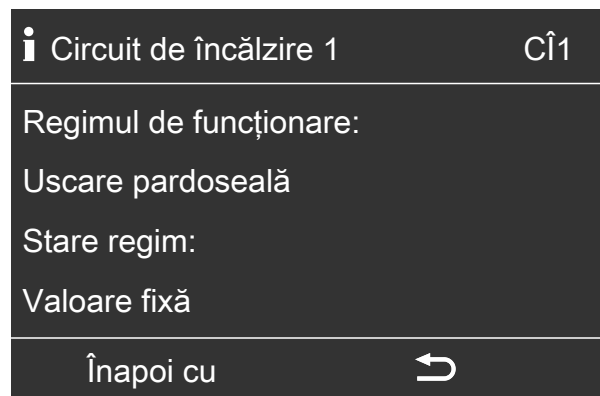 i Circuit de încălzire 1 CÎ1
Regimul de funcționare:
Uscare pardoseală
Stare regim:
Valoare fixă
Înapoi cu